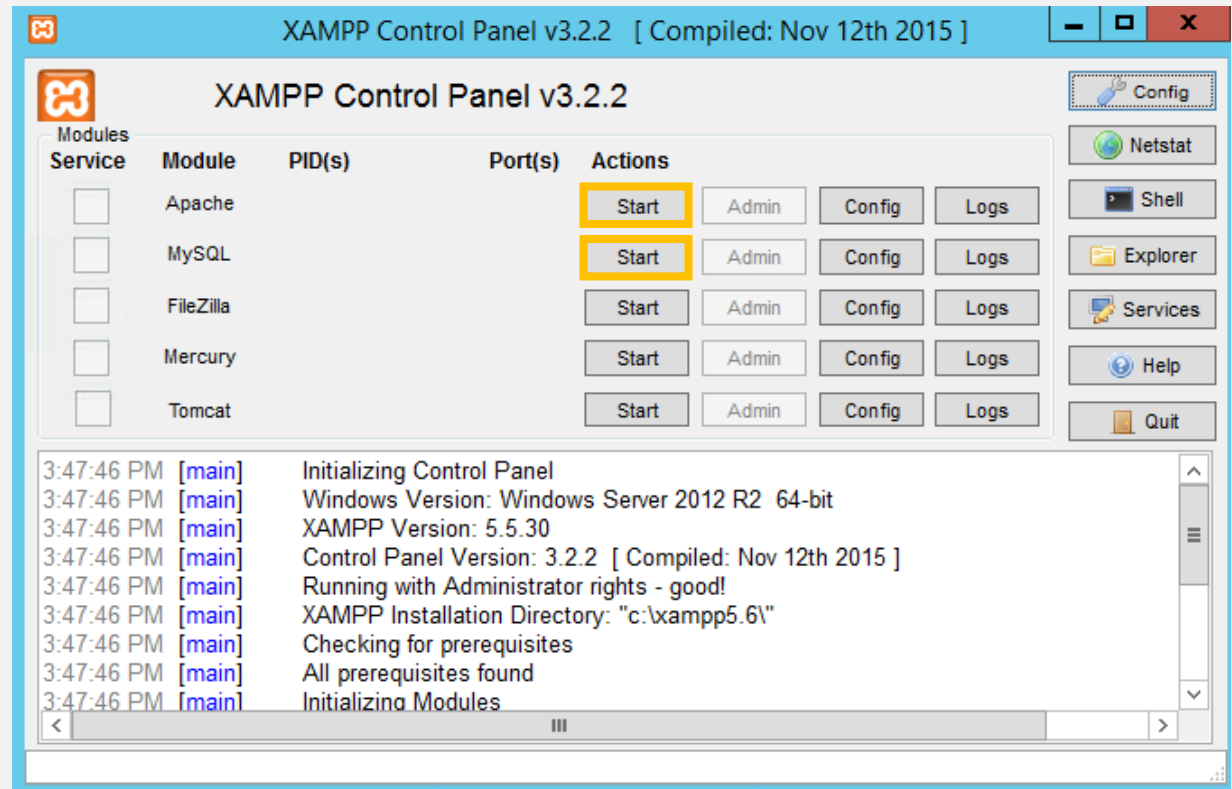 XAMPP Control Panel v3.2.2 [ Compiled: Nov 12th 2015 ]
XAMPP Control Panel v3.2.2
Config
Modules
Service Module PID(s) Port(s) Actions
Netstat
Apache Start Admin Config Logs
Shell
MySQL Start Admin Config Logs
Explorer
FileZilla Start Admin Config Logs
Services
Mercury Start Admin Config Logs
Help
Tomcat Start Admin Config Logs
Quit
3:47:46 PM [main] Initializing Control Panel
3:47:46 PM [main] Windows Version: Windows Server 2012 R2 64-bit
3:47:46 PM [main] XAMPP Version: 5.5.30
3:47:46 PM [main] Control Panel Version: 3.2.2 [ Compiled: Nov 12th 2015 ]
3:47:46 PM [main] Running with Administrator rights - good!
3:47:46 PM [main] XAMPP Installation Directory: "c:\xampp5.6\"
3:47:46 PM [main] Checking for prerequisites
3:47:46 PM [main] All prerequisites found
3:47:46 PM [main] Initializing Modules